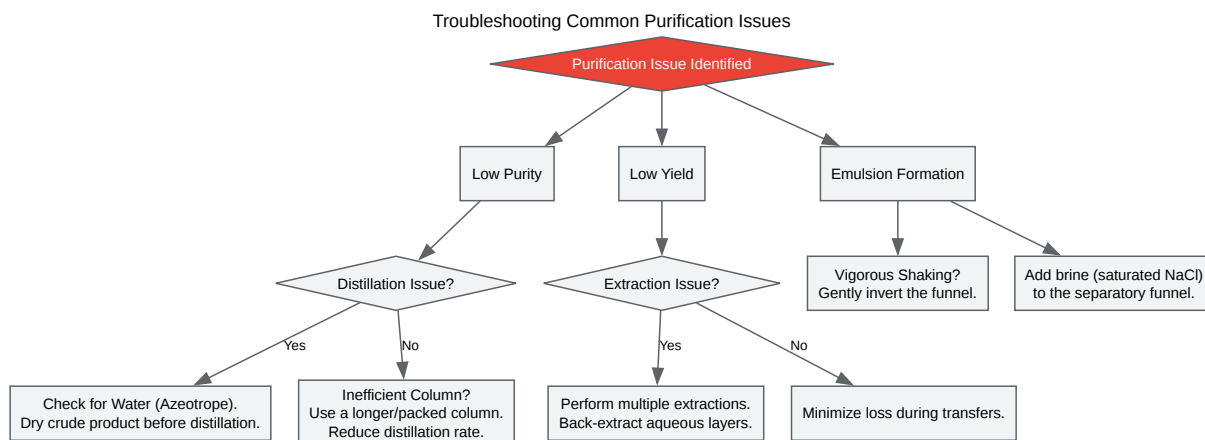 Troubleshooting Common Purification Issues
Purification Issue Identified
Low Purity
Low Yield
Emulsion Formation
Distillation Issue?
Extraction Issue?
Vigorous Shaking?
Gently invert the funnel.
Add brine (saturated NaCl)
to the separatory funnel.
Yes
No
Yes
No
Check for Water (Azeotrope).
Dry crude product before distillation.
Inefficient Column?
Use a longer/packed column.
Reduce distillation rate.
Perform multiple extractions.
Back-extract aqueous layers.
Minimize loss during transfers.